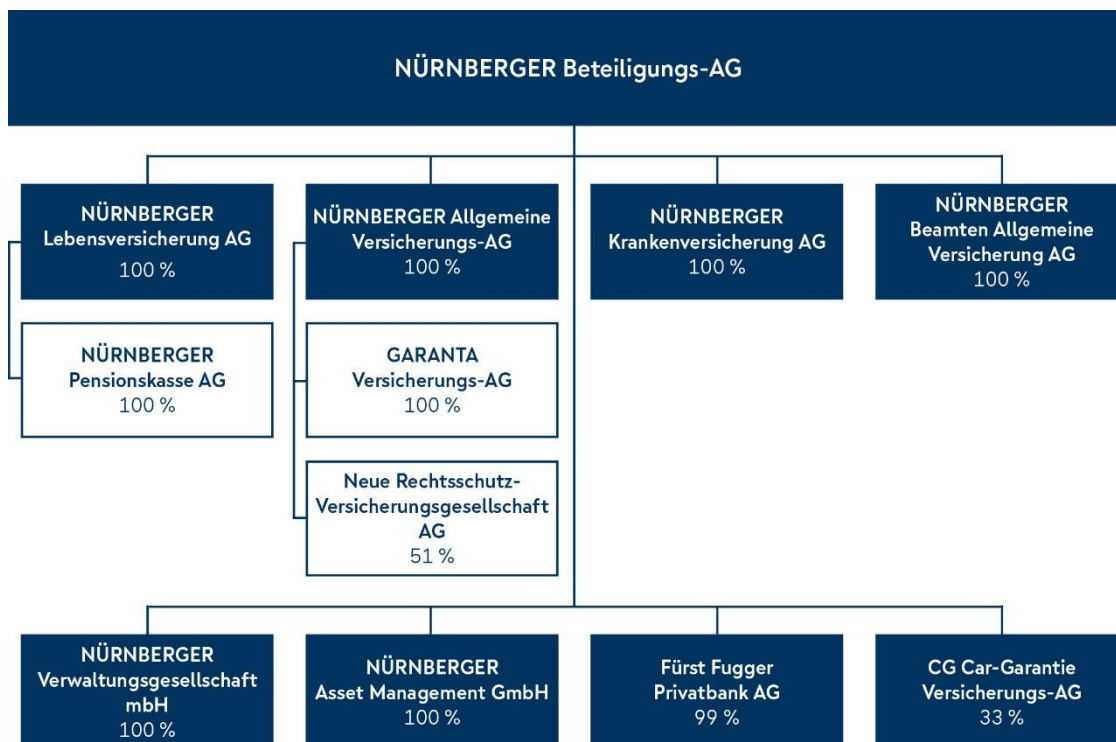 NÜRNBERGER Beteiligungs-AG
NÜRNBERGER
Lebensversicherung AG
100 %
NÜRNBERGER Allgemeine
Versicherungs-AG
100 %
NÜRNBERGER
Krankenversicherung AG
100 %
NÜRNBERGER
Beamten Allgemeine
Versicherung AG
100 %
NÜRNBERGER
Pensionskasse AG
100 %
GARANTA
Versicherungs-AG
100 %
Neue Rechtsschutz-
Versicherungsgesellschaft
AG
51 %
NÜRNBERGER
Verwaltungsgesellschaft
mbH
100 %
NÜRNBERGER
Asset Management GmbH
100 %
Fürst Fugger
Privatbank AG
99 %
CG Car-Garantie
Versicherungs-AG
33 %